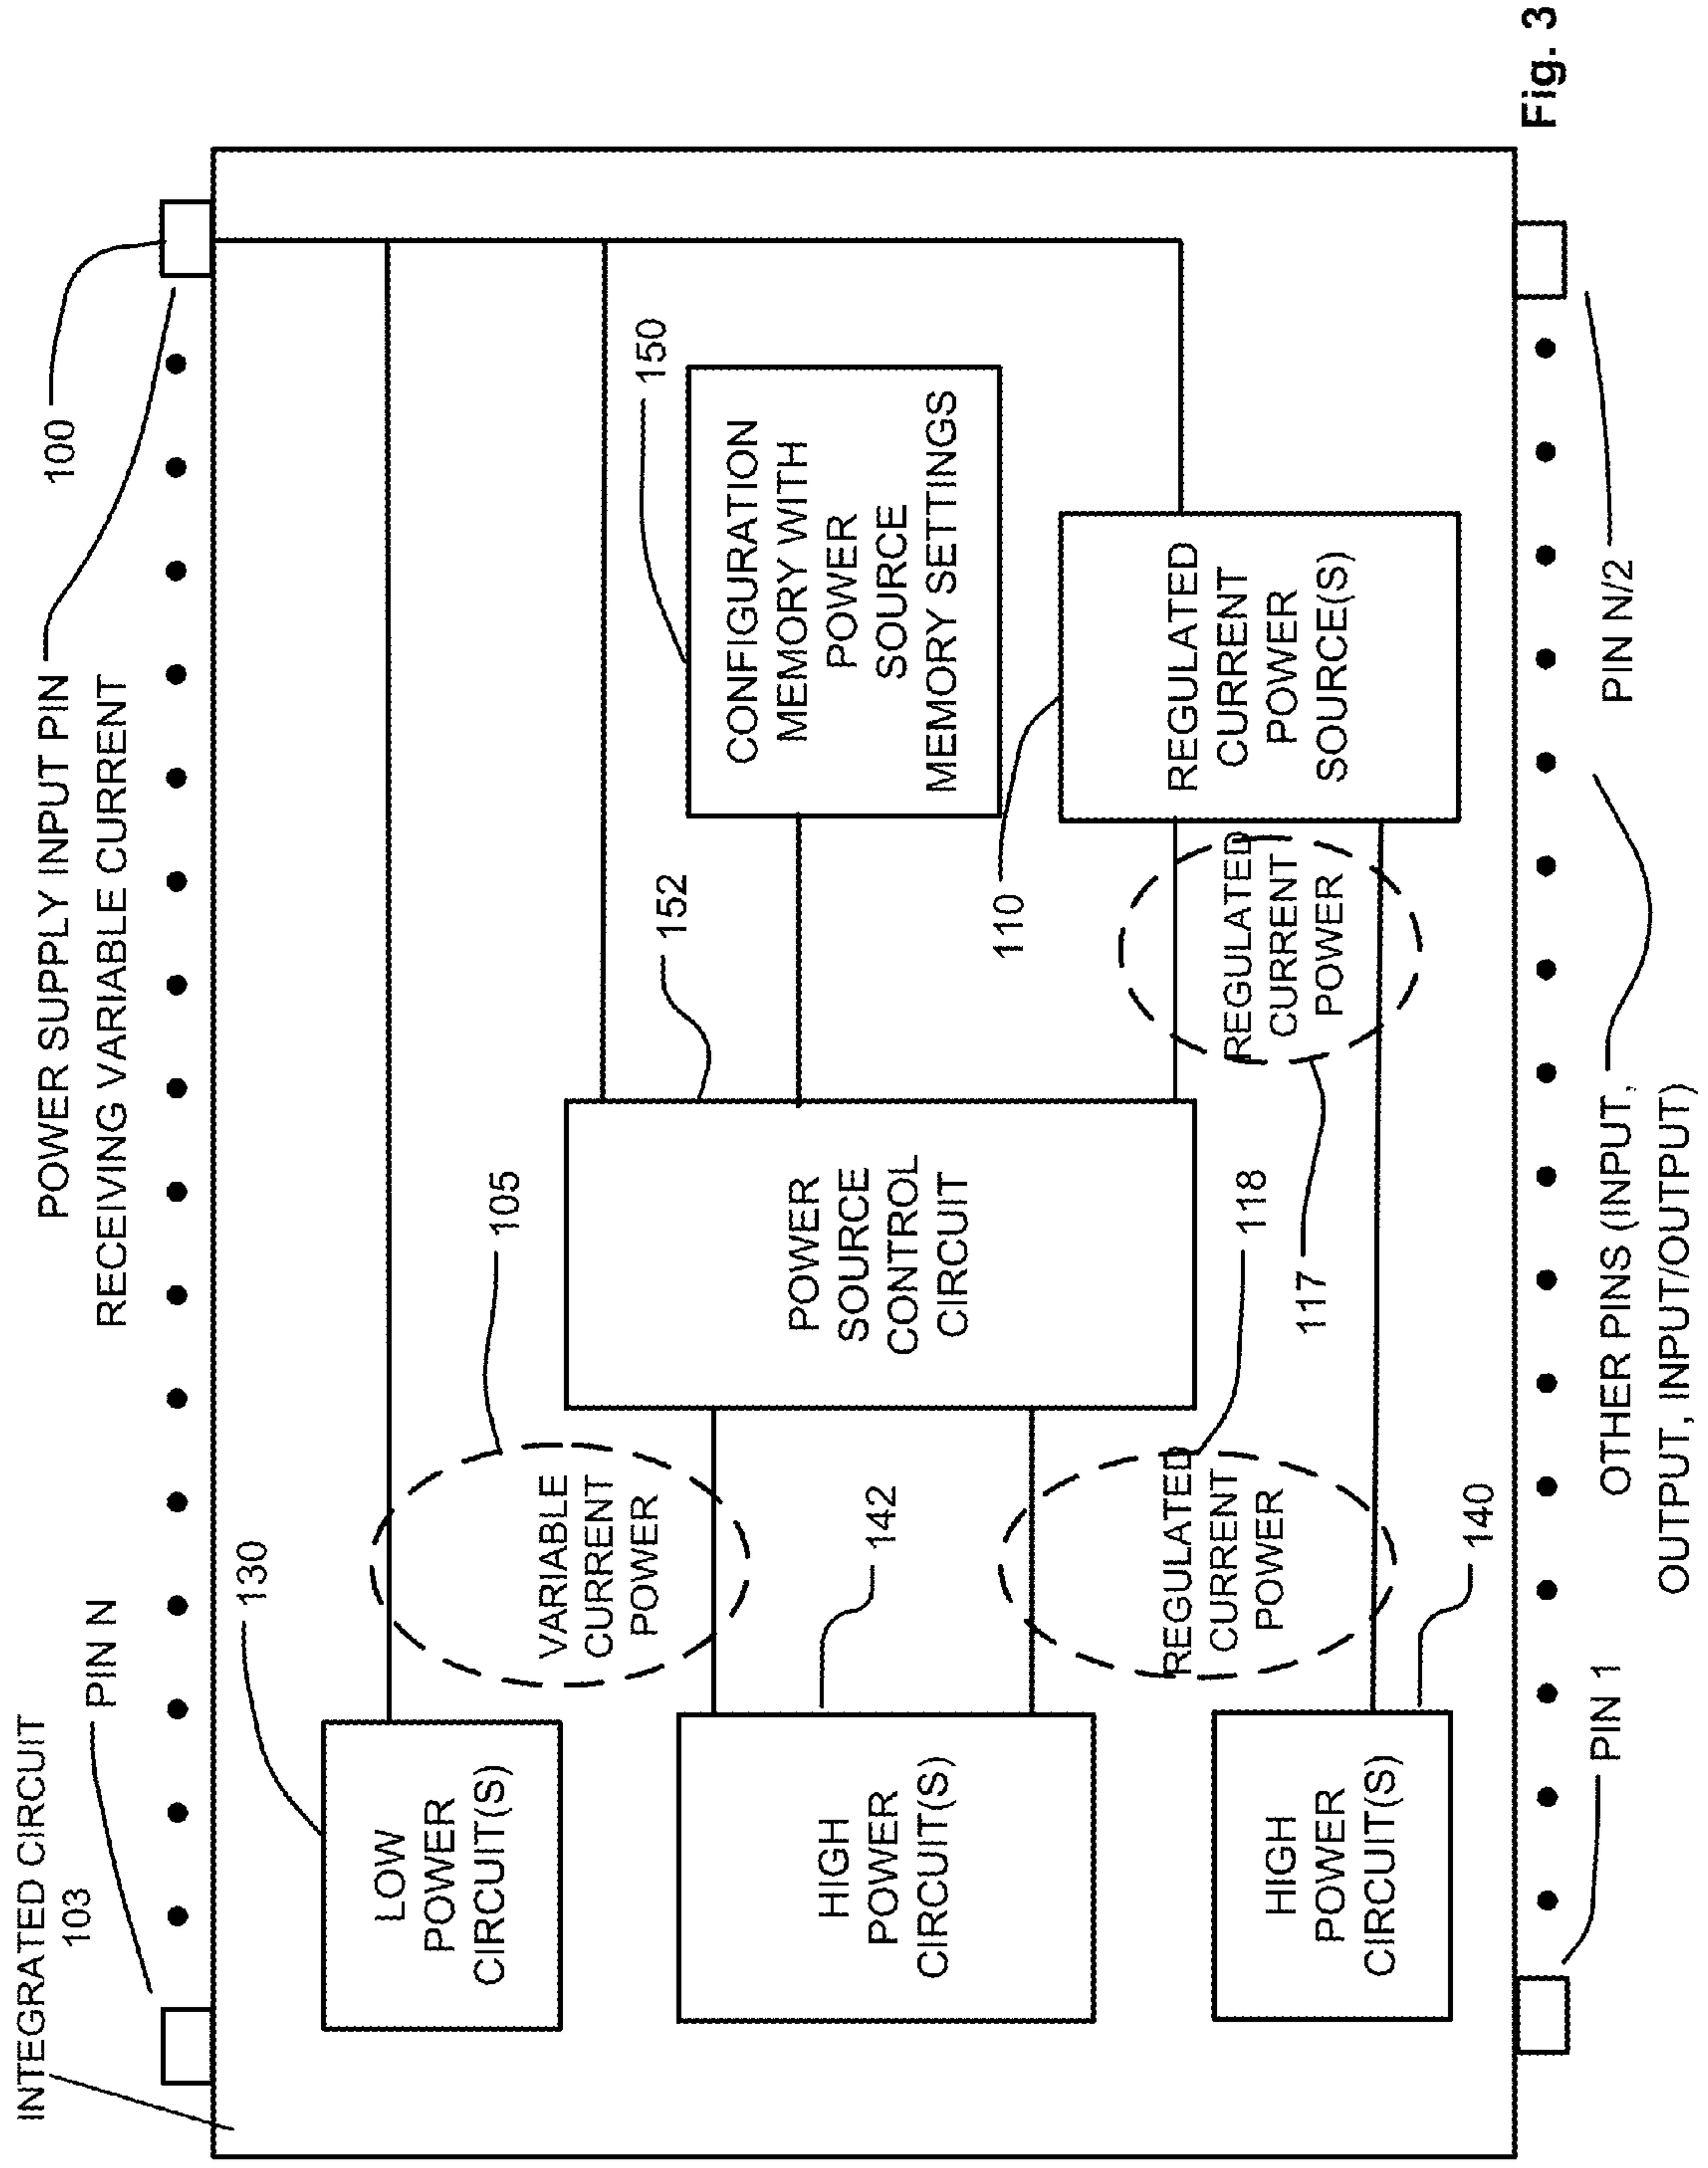 INTEGRATED CIRCUIT
103
PIN N
POWER SUPPLY INPUT PIN
RECEIVING VARIABLE CURRENT
100
130
LOW
POWER
CIRCUIT(S)
105
VARIABLE
CURRENT
POWER
142
HIGH
POWER
CIRCUIT(S)
152
POWER
SOURCE
CONTROL
CIRCUIT
150
CONFIGURATION
MEMORY WITH
POWER
SOURCE
MEMORY SETTINGS
110
REGULATED
CURRENT
POWER
SOURCE(S)
REGULATED
CURRENT
POWER
117
118
REGULATED
CURRENT
POWER
140
HIGH
POWER
CIRCUIT(S)
PIN 1
OTHER PINS (INPUT,
OUTPUT, INPUT/OUTPUT)
PIN N/2
Fig. 3